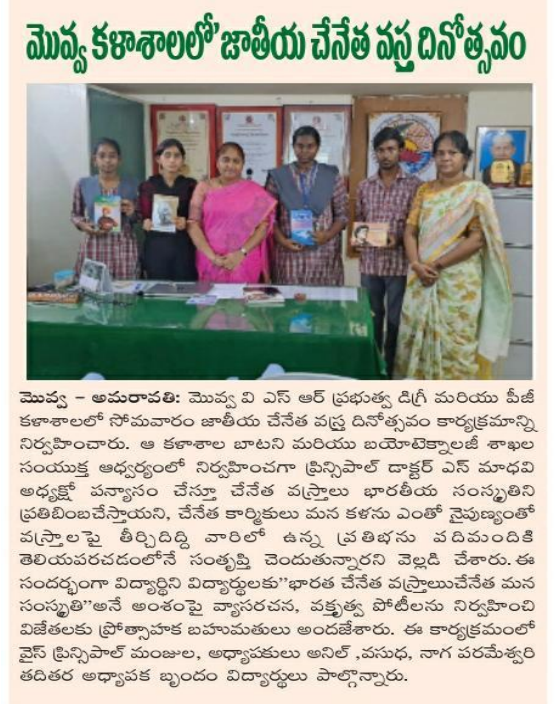 మొవ్వ కళాశాలలో'జాతీయ చేనేత వస్త్ర దినోత్సవం
మొవ్వ – అమరావతి: మొవ్వ వి ఎస్ ఆర్ ప్రభుత్వ డిగ్రీ మరియు పీజీ
కళాశాలలో సోమవారం జాతీయ చేనేత వస్త్ర దినోత్సవం కార్యక్రమాన్ని
నిర్వహించారు. ఆ కళాశాల బాటని మరియు బయోటెక్నాలజీ శాఖల
సంయుక్త ఆధ్వర్యంలో నిర్వహించగా ప్రిన్సిపాల్ డాక్టర్ ఎస్ మాధవి
అధ్యక్షో పన్యాసం చేస్తూ చేనేత వస్త్రాలు భారతీయ సంస్కృతిని
ప్రతిబింబచేస్తాయని, చేనేత కార్మికులు మన కళను ఎంతో నైపుణ్యంతో
వస్త్రాలపై తీర్చిదిద్ది వారిలో ఉన్న ప్రతిభను పదిమందికి
తెలియపరచడంలోనే సంతృప్తి చెందుతున్నారని వెల్లడి చేశారు. ఈ
సందర్భంగా విద్యార్థిని విద్యార్థులకు"భారత చేనేత వస్త్రాలుుచేనేత మన
సంస్కృతి"అనే అంశంపై వ్యాసరచన, వక్తృత్వ పోటీలను నిర్వహించి
విజేతలకు ప్రోత్సాహక బహుమతులు అందజేశారు. ఈ కార్యక్రమంలో
వైస్ ప్రిన్సిపాల్ మంజుల, అధ్యాపకులు అనిల్ ,వసుధ, నాగ పరమేశ్వరి
తదితర అధ్యాపక బృందం విద్యార్థులు పాల్గొన్నారు.